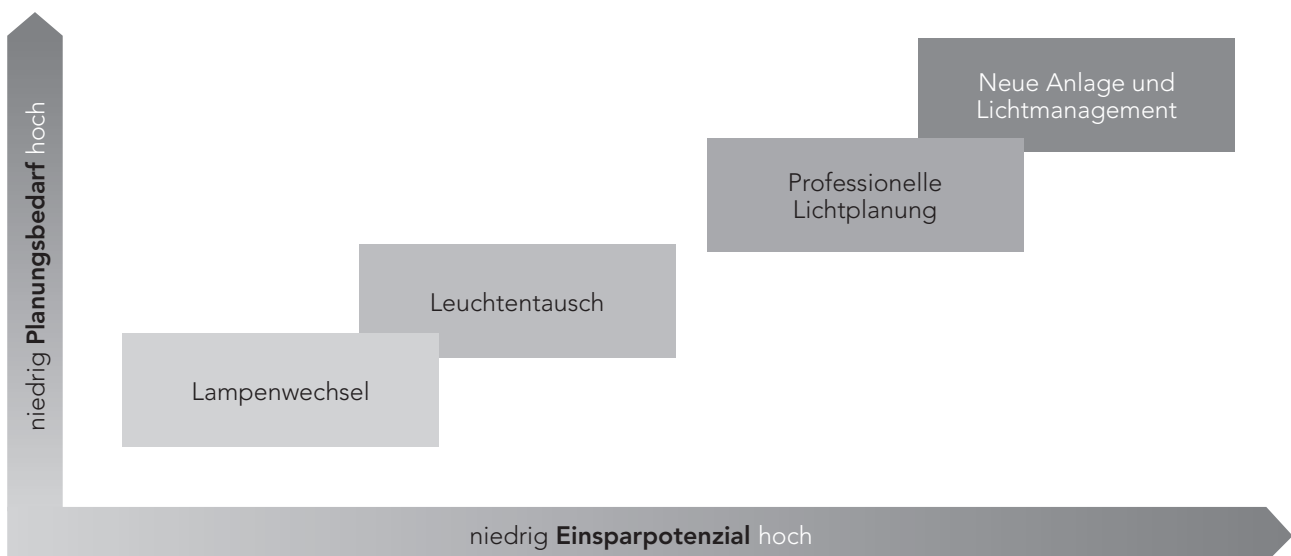 Neue Anlage und
Lichtmanagement
Professionelle
Lichtplanung
Leuchtentausch
Lampenwechsel
niedrig Planungsbedarf hoch
niedrig Einsparpotenzial hoch